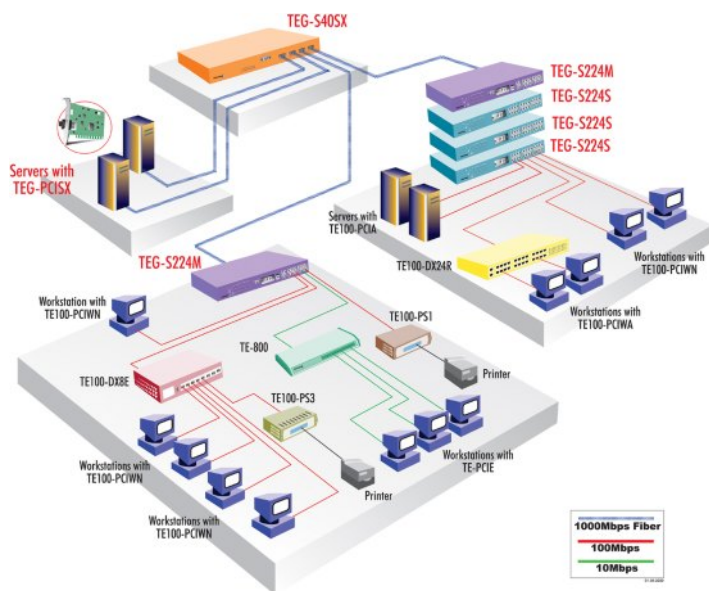 TEG-S40SX
TEG-S224M
TEG-S224S
TEG-S224S
TEG-S224S
Servers with
TEG-PCISX
Servers with
TE100-PCIA
TE100-DX24R
Workstations with
TE100-PCIWN
Workstations with
TE100-PCIWA
TEG-S224M
Workstation with
TE100-PCIWN
TE100-PS1
TE-800
Printer
TE100-DX8E
TE100-PS3
Workstations with
TE-PCIE
Workstations with
TE100-PCIWN
Printer
Workstations with
TE100-PCIWN
1000Mbps Fiber
100Mbps
10Mbps